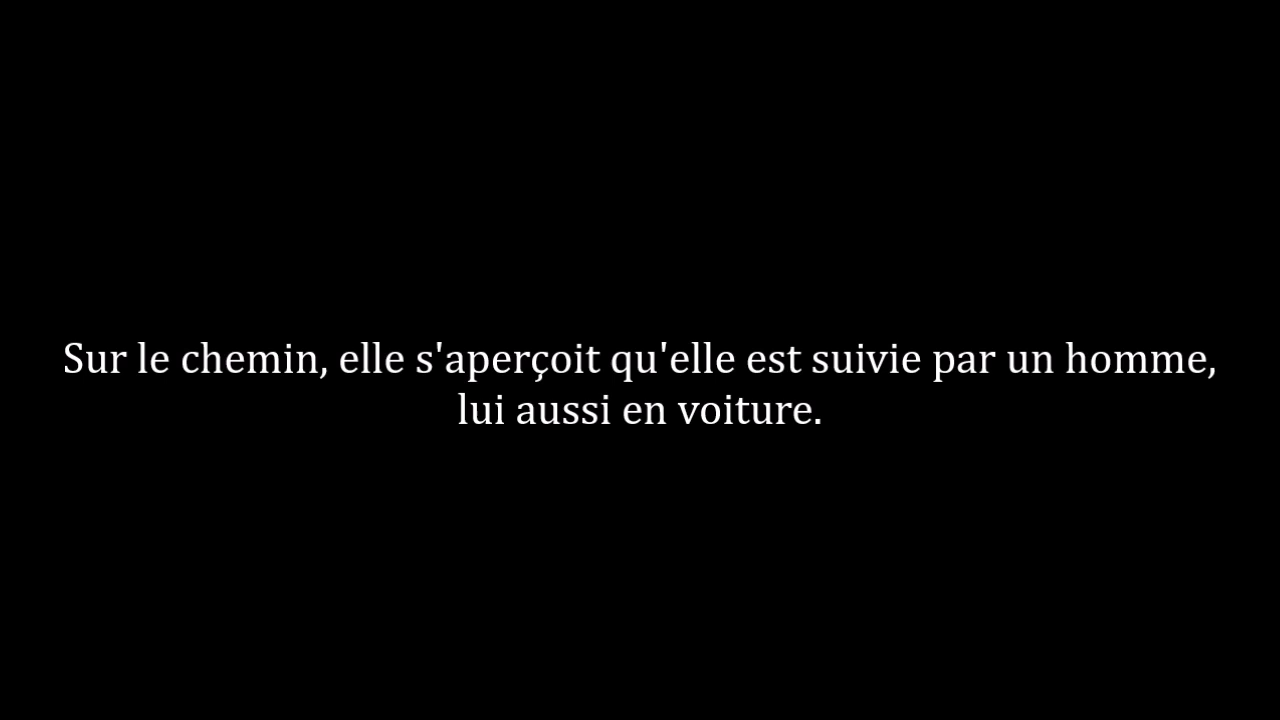 Sur le chemin, elle s'aperçoit qu'elle est suivie par un homme,
lui aussi en voiture.